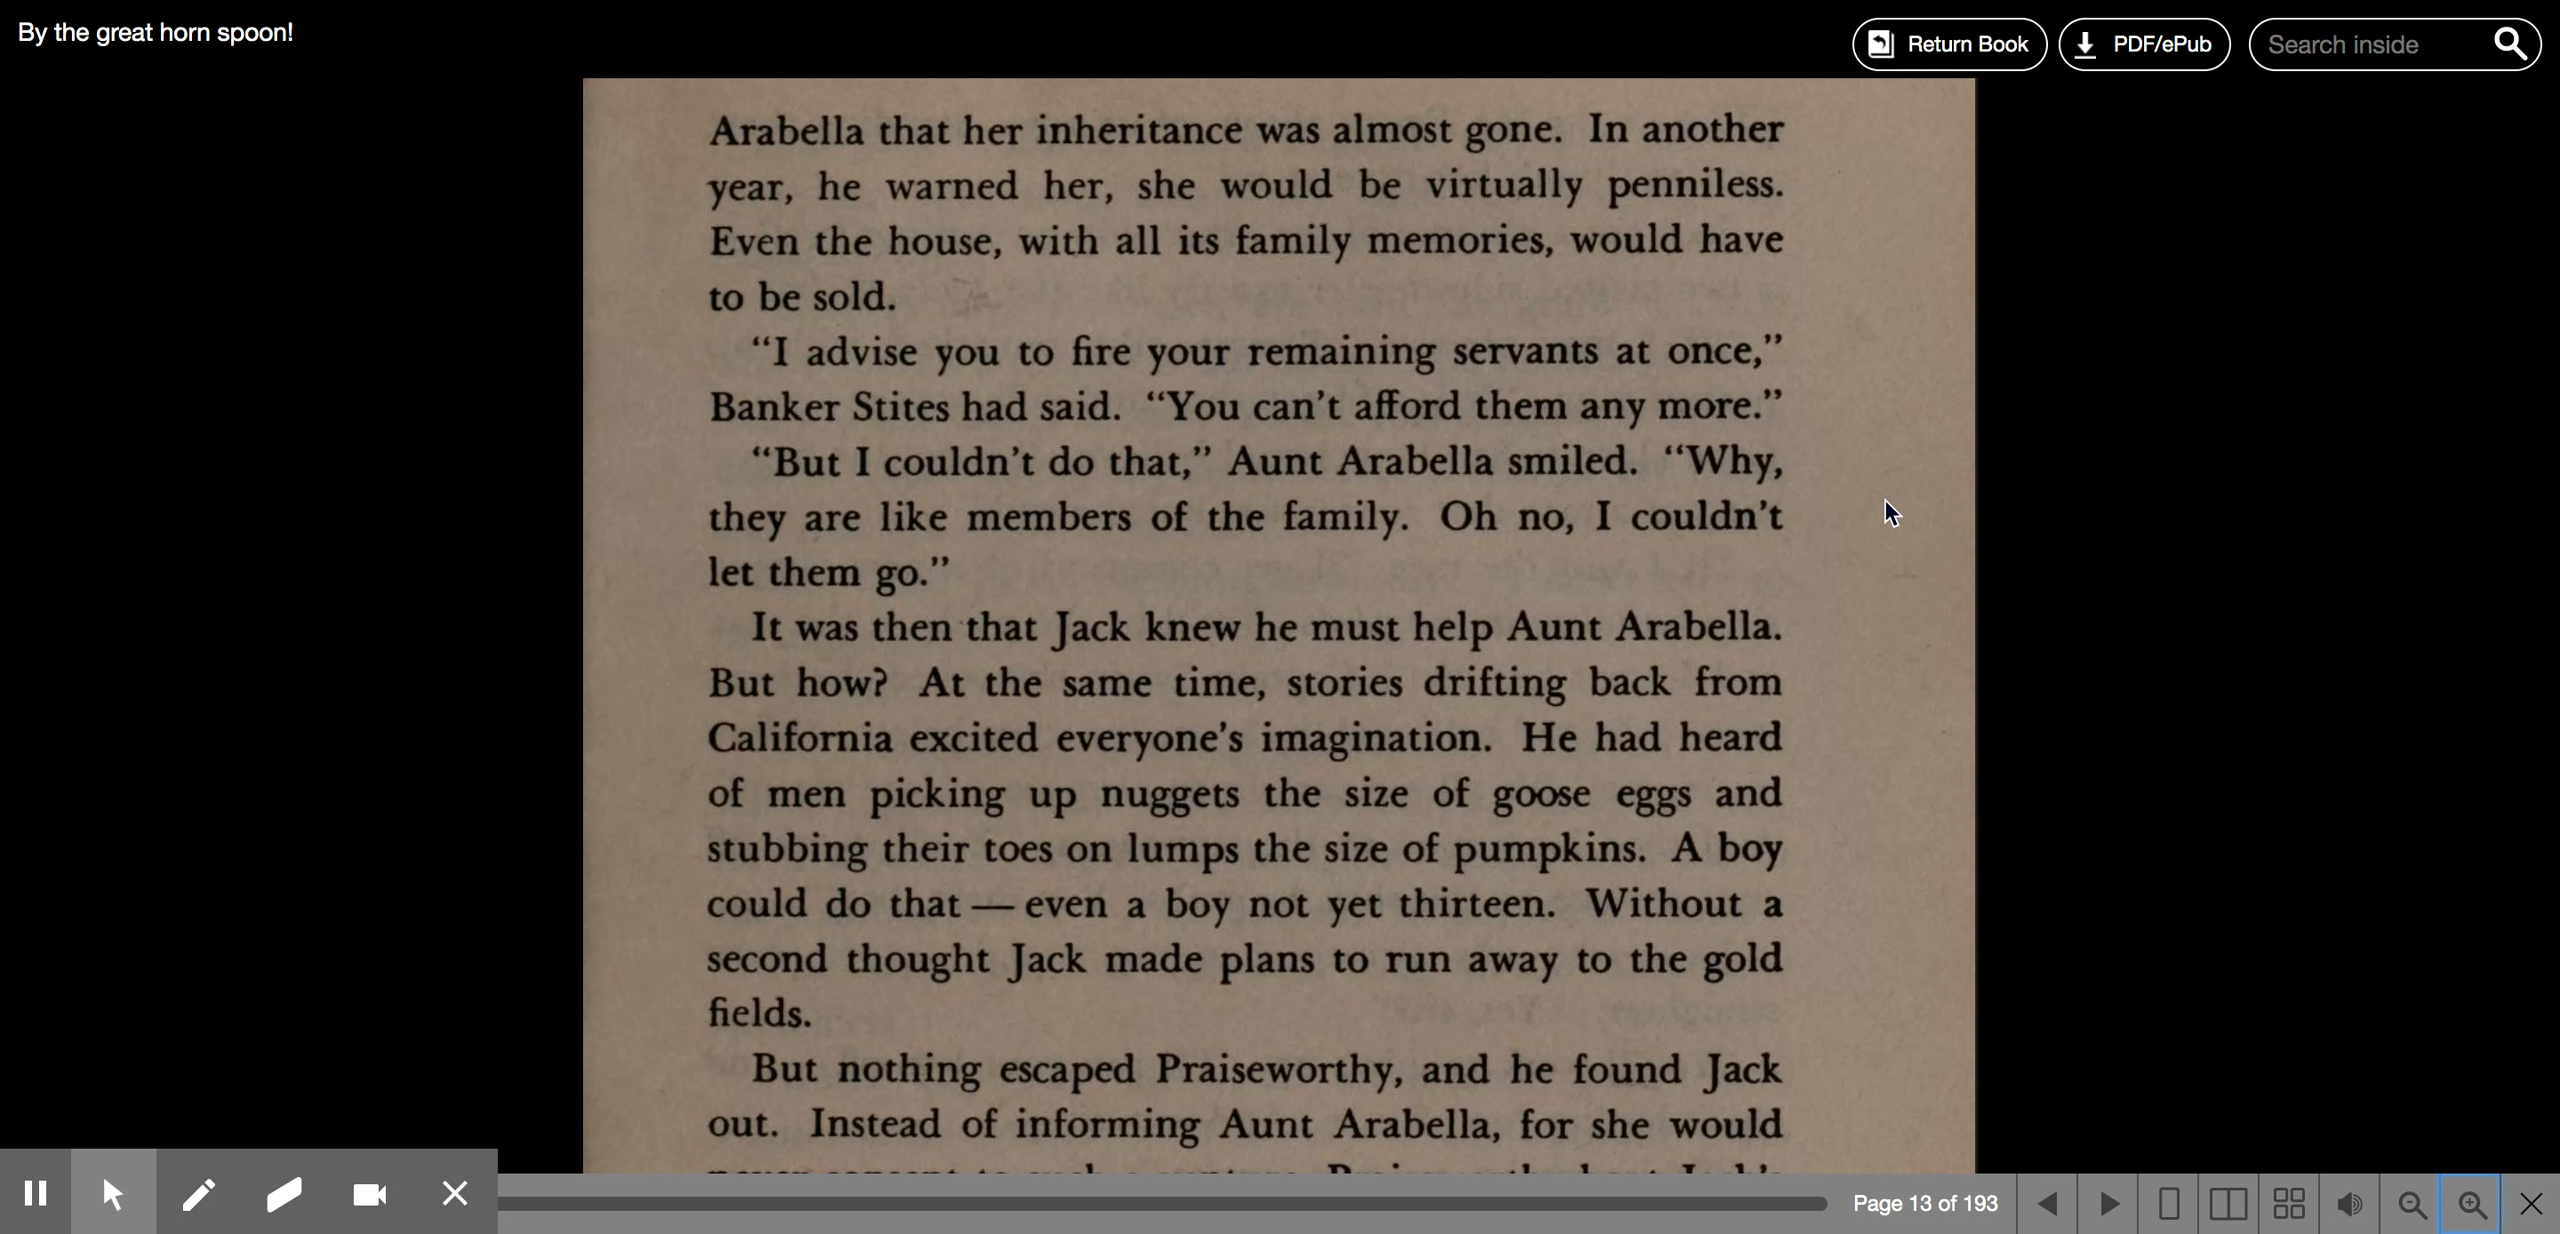 By the great horn spoon!
Return Book
PDF/ePub
Search inside
Arabella that her inheritance was almost gone. In another
year, he warned her, she would be virtually penniless.
Even the house, with all its family memories, would have
to be sold.
“I advise you to fire your remaining servants at once,”
Banker Stites had said. “You can’t afford them any more.”
“But I couldn’t do that,” Aunt Arabella smiled. “Why,
they are like members of the family. Oh no, I couldn’t
let them go.”
It was then that Jack knew he must help Aunt Arabella.
But how? At the same time, stories drifting back from
California excited everyone’s imagination. He had heard
of men picking up nuggets the size of goose eggs and
stubbing their toes on lumps the size of pumpkins. A boy
could do that — even a boy not yet thirteen. Without a
second thought Jack made plans to run away to the gold
fields.
But nothing escaped Praiseworthy, and he found Jack
out. Instead of informing Aunt Arabella, for she would
Page 13 of 193